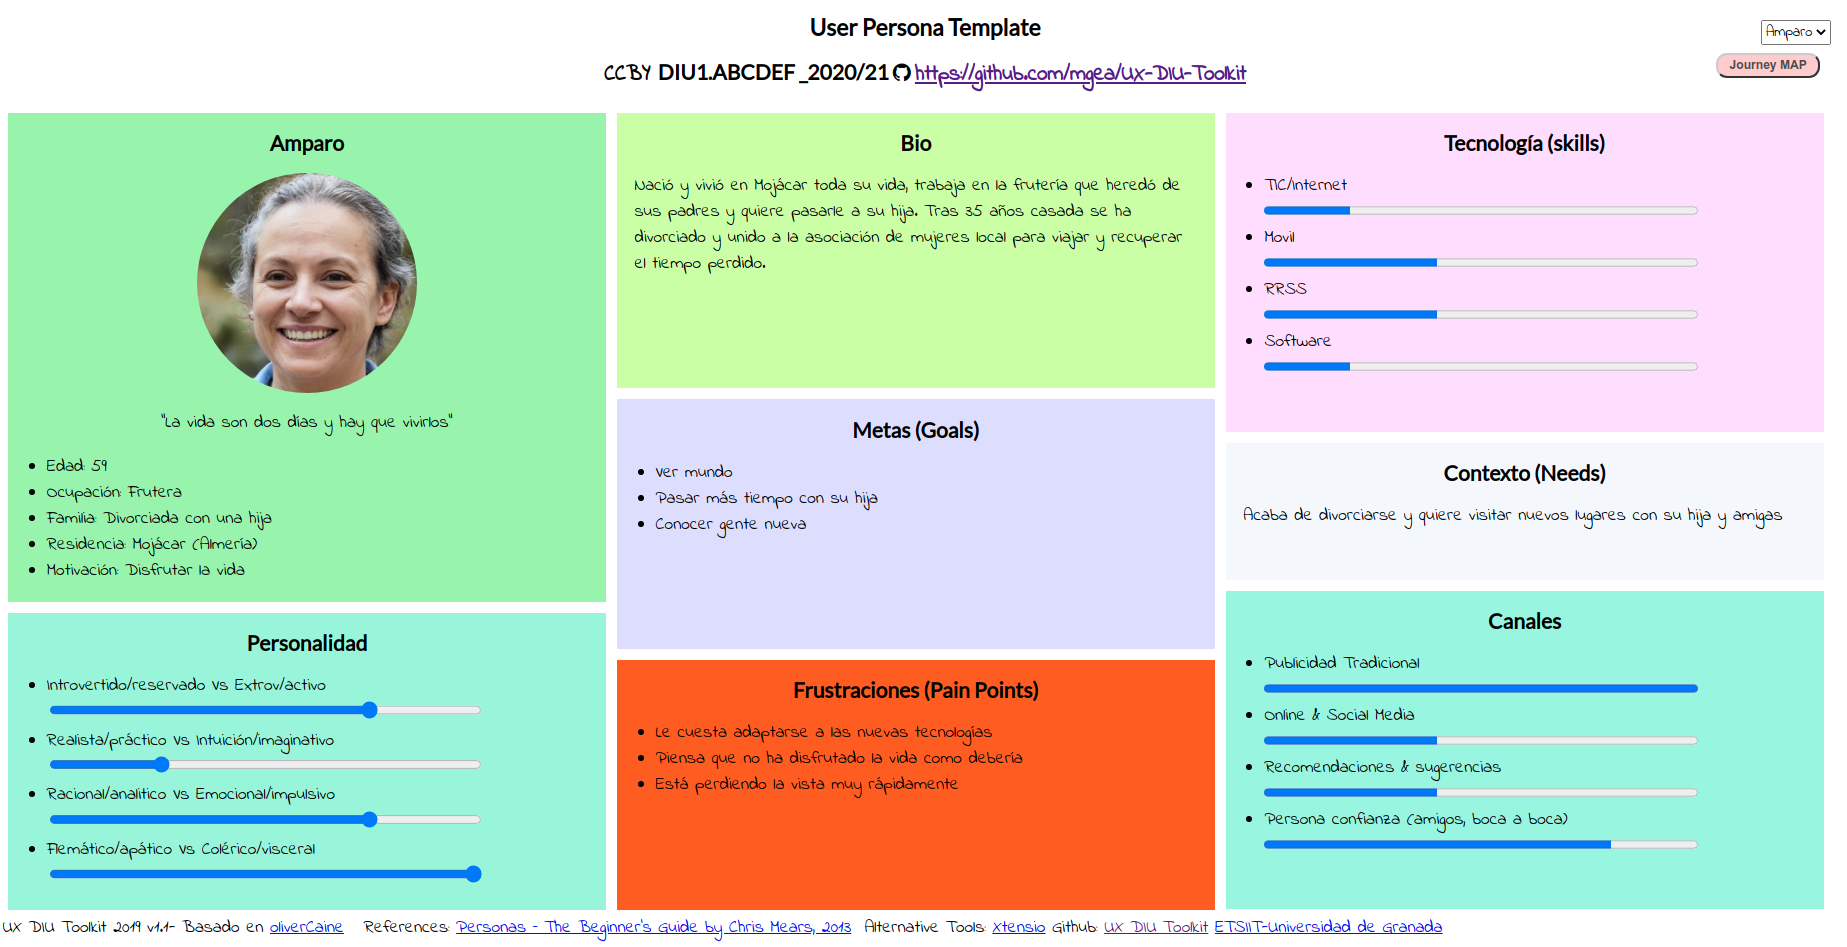 User Persona Template
Amparo
CCBY DIU1.ABCDEF_2020/21 https://github.com/mgea/UX-DIU-Toolkit
Journey MAP
Amparo
"La vida son dos días y hay que vivirlos"
Edad: 59
Ocupación: Frutera
Familia: Divorciada con una hija
Residencia: Mojácar (Almería)
Motivación: Disfrutar la vida
Personalidad
Introvertido/reservado Vs Extrov/activo
Realista/práctico Vs Intuición/imaginativo
Racional/analítico Vs Emocional/impulsivo
Flemático/apático Vs Colérico/visceral
Bio
Nació y vivió en Mojácar toda su vida, trabaja en la frutería que heredó de
sus padres y quiere pasarle a su hija. Tras 35 años casada se ha
divorciado y unido a la asociación de mujeres local para viajar y recuperar
el tiempo perdido.
Metas (Goals)
Ver mundo
Pasar más tiempo con su hija
Conocer gente nueva
Frustraciones (Pain Points)
Le cuesta adaptarse a las nuevas tecnologías
Piensa que no ha disfrutado la vida como debería
Está perdiendo la vista muy rápidamente
Tecnología (skills)
TIC/Internet
Movil
RRSS
Software
Contexto (Needs)
Acaba de divorciarse y quiere visitar nuevos lugares con su hija y amigas
Canales
Publicidad Tradicional
Online & Social Media
Recomendaciones & sugerencias
Persona confianza (amigos, boca a boca)
UX DIU Toolkit 2019 v1.1- Basado en oliverCaine References: Personas - The Beginner's Guide by Chris Mears, 2013 Alternative Tools: Xtensio Github: UX DIU Toolkit ETSIIT-Universidad de Granada